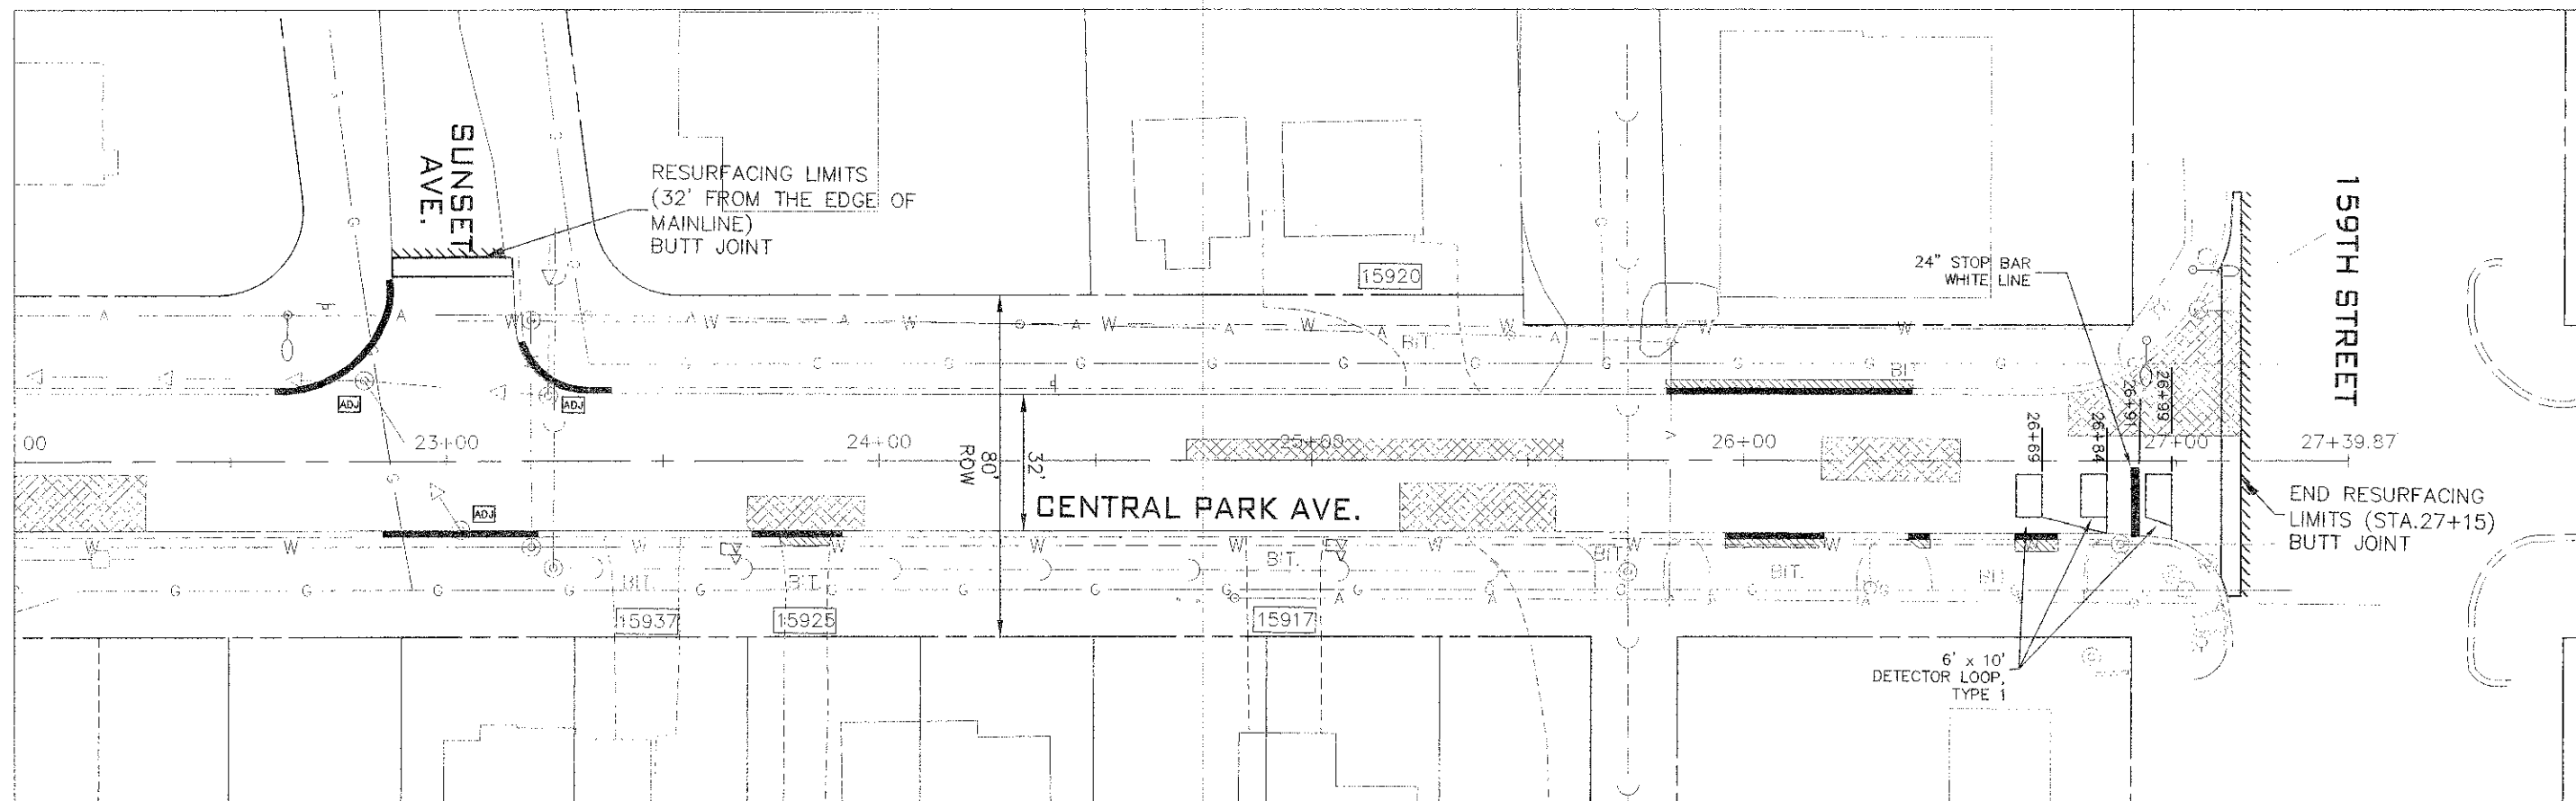 SUNSET
AVE.
RESURFACING LIMITS
(32' FROM THE EDGE OF
MAINLINE)
BUTT JOINT
15920
24" STOP BAR
WHITE LINE
159TH STREET
BIT.
BIT.
ADJ
ADJ
00
23+00
24+00
25+00
26+00
26+69
26+84
26+91
26+99
27+00
27+39.87
32'
80'
ROW
CENTRAL PARK AVE.
ADJ
END RESURFACING
LIMITS (STA.27+15)
BUTT JOINT
BIT.
BIT.
BIT.
BIT.
BIT.
BIT.
15937
15925
15917
6' x 10'
DETECTOR LOOP,
TYPE 1